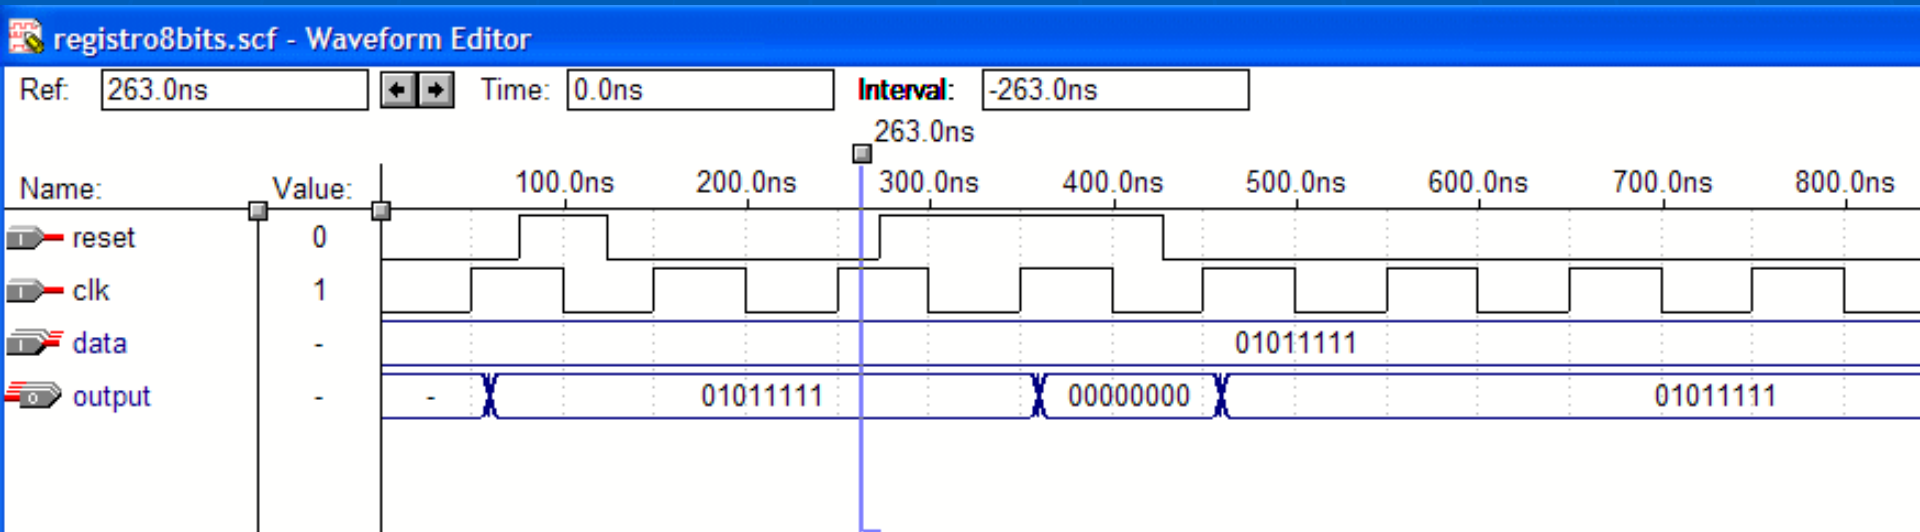 registro8bits.scf - Waveform Editor
Ref: 263.0ns Time: 0.0ns Interval: -263.0ns
263.0ns
Name: Value: 100.0ns 200.0ns 300.0ns 400.0ns 500.0ns 600.0ns 700.0ns 800.0ns
reset 0
clk 1
data - 01011111
output - - 01011111 00000000 01011111